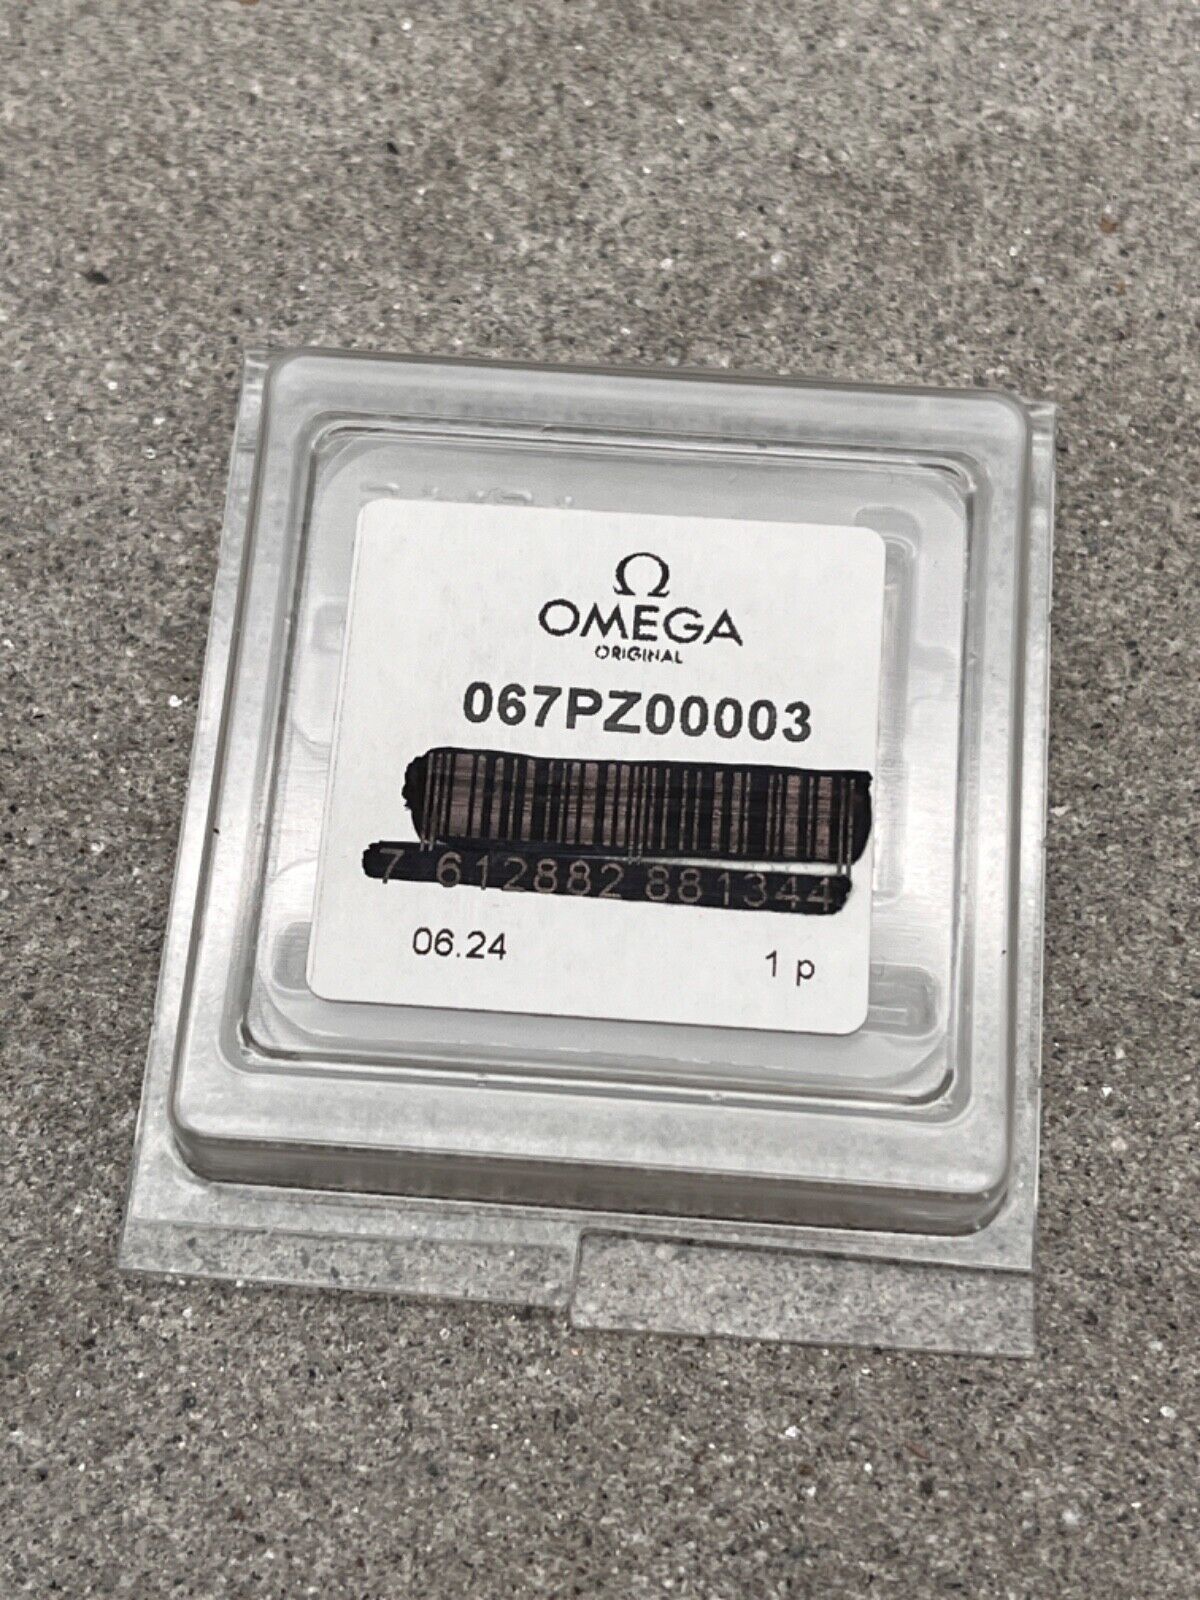 Ω
OMEGA
ORIGINAL
067PZ00003
7 612882 881344
06.24 1 p